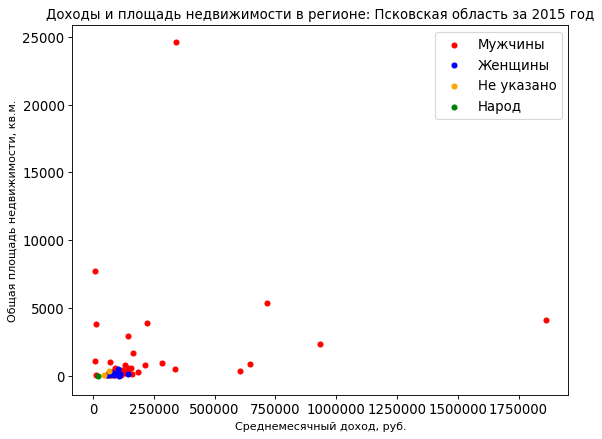 Доходы и площадь недвижимости в регионе: Псковская область за 2015 год
25000
20000
15000
10000
5000
0
Общая площадь недвижимости, кв.м.
Мужчины
Женщины
Не указано
Народ
0 250000 500000 750000 1000000 1250000 1500000 1750000
Среднемесячный доход, руб.